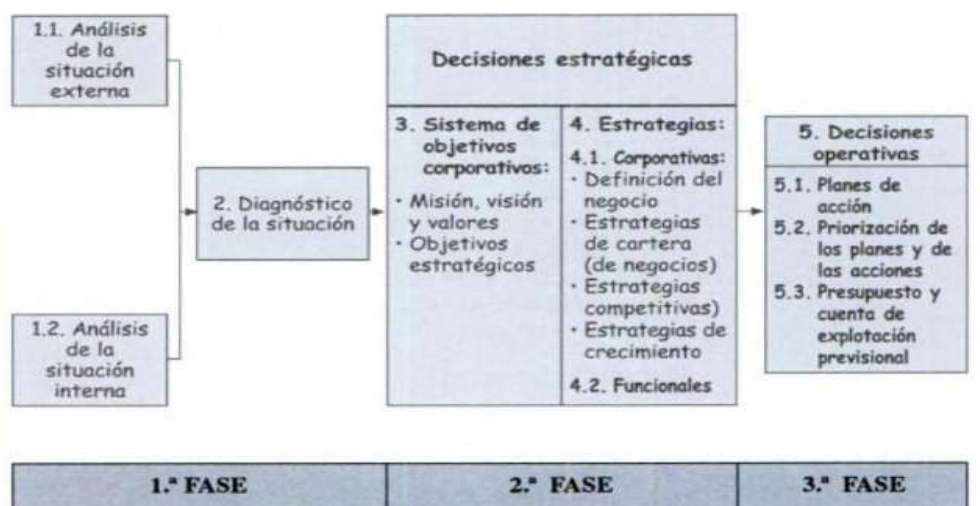 1.1. Análisis
de la
situación
externa
1.2. Análisis
de la
situación
interna
2. Diagnóstico
de la situación
Decisiones estratégicas
3. Sistema de
objetivos
corporativos:
· Misión, visión
y valores
· Objetivos
estratégicos
4. Estrategias:
4.1. Corporativas:
· Definición del
negocio
· Estrategias
de cartera
(de negocios)
· Estrategias
competitivas)
· Estrategias de
crecimiento
4.2. Funcionales
5. Decisiones
operativas
5.1. Planes de
acción
5.2. Priorización de
los planes y de
las acciones
5.3. Presupuesto y
cuenta de
explotación
previsional
1.ª FASE
2.ª FASE
3.ª FASE